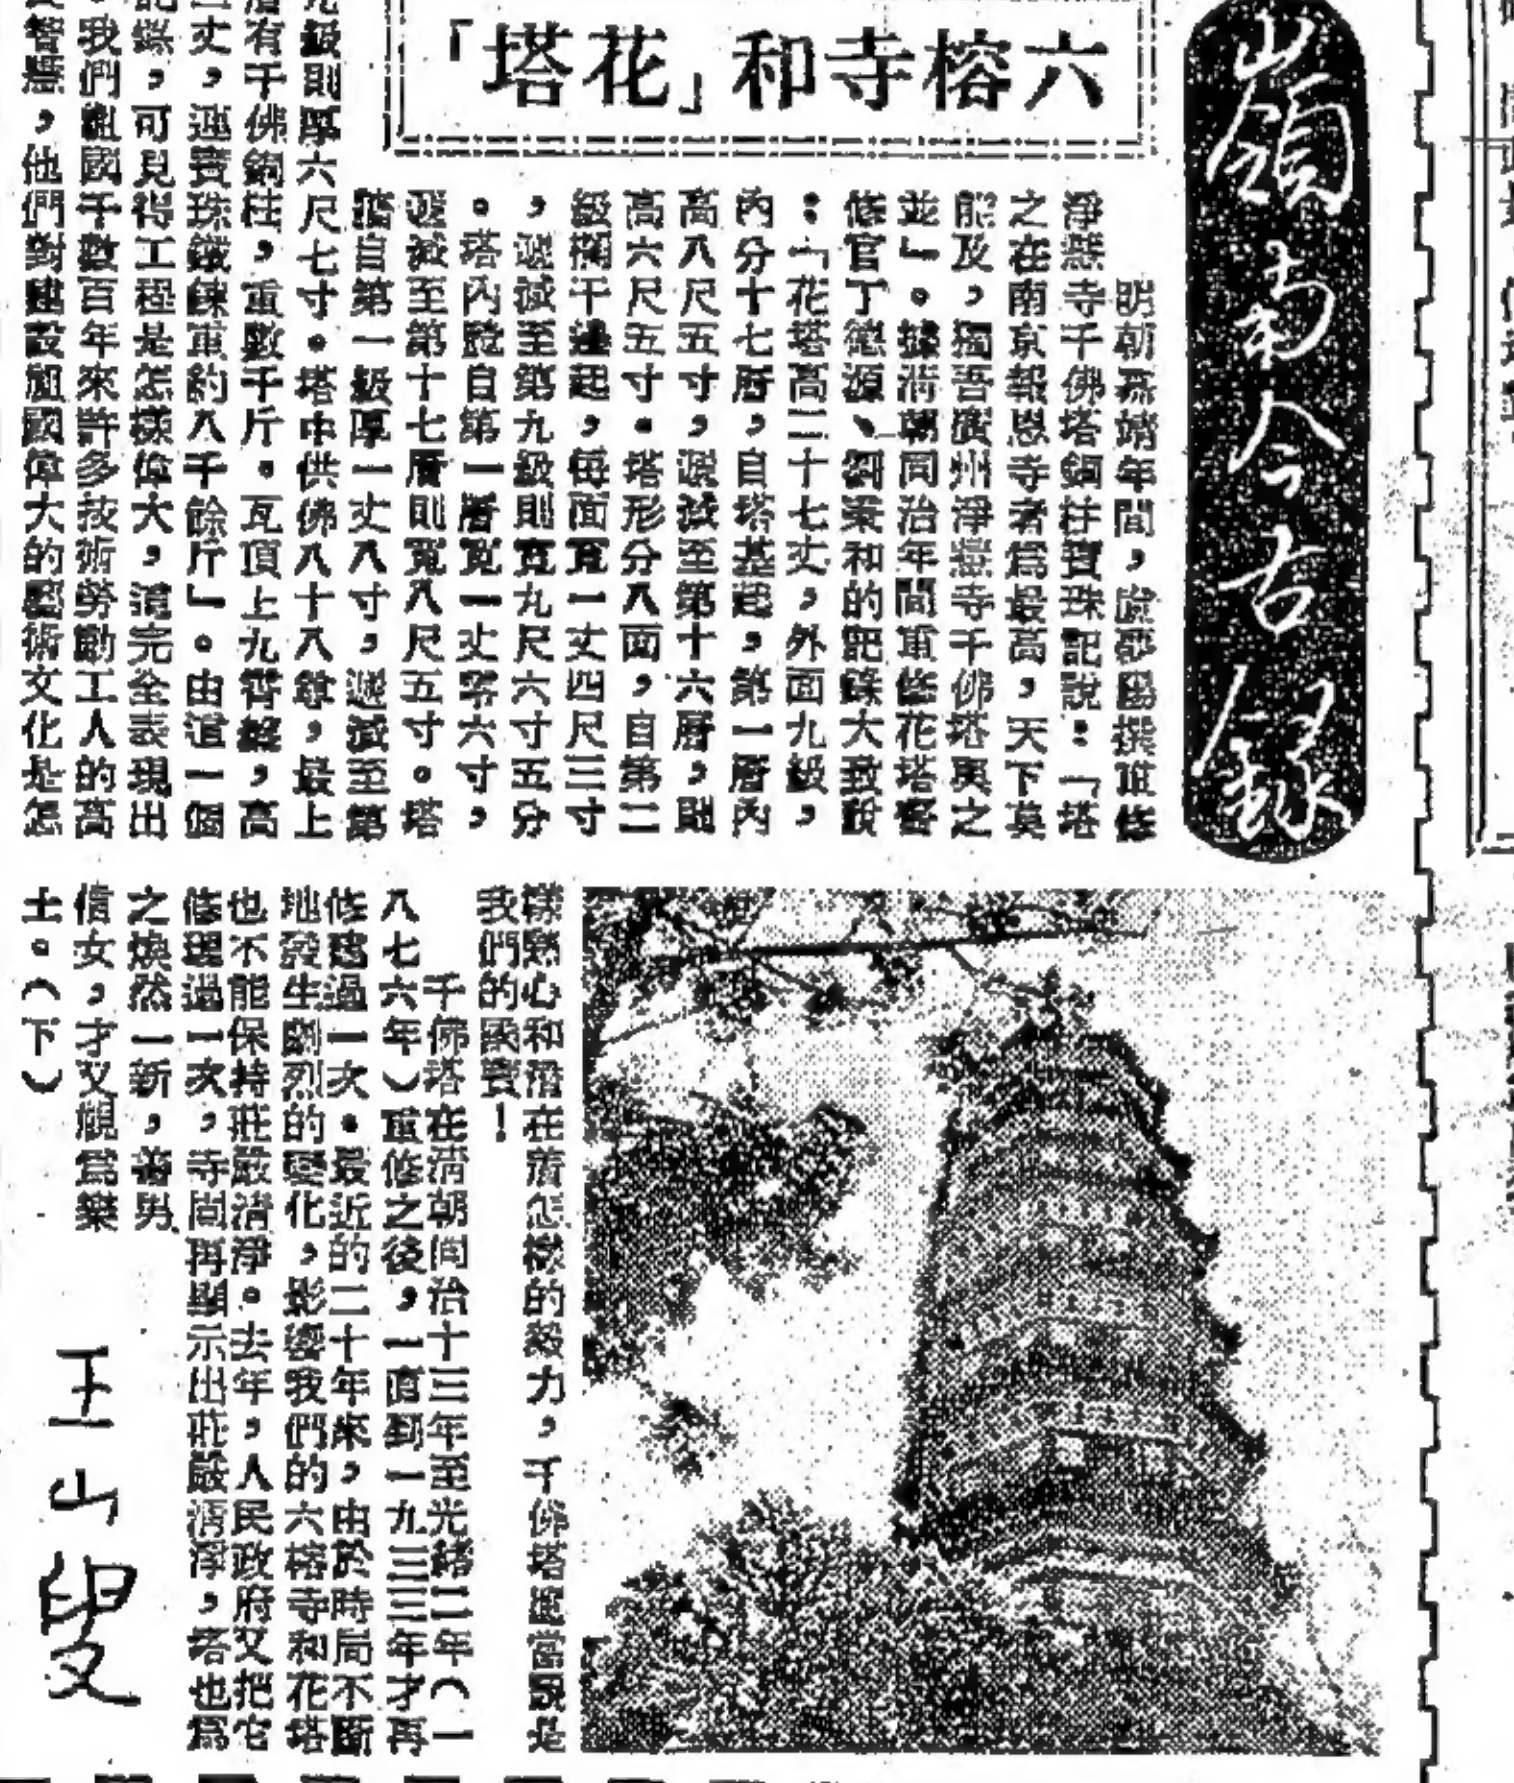 嶺南今古錄
六榕寺和「花塔」
明朝嘉靖年間，盧夢陽撰重修
淨慧寺千佛塔銅柱寶珠記說：「塔
之在南京報恩寺者爲最高，天下莫
能及，獨吾廣州淨慧寺千佛塔與之
並」。據清朝同治年間重修花塔督
修官丁德源、劉秉和的記錄大致說
：「花塔高二十七丈，外面九級，
內分十七層，自塔基起，第一層內
高八尺五寸，遞減至第十六層，則
高六尺五寸。塔形分八面，自第二
級欄干邊起，每面寬一丈四尺三寸
，遞減至第九級則寬九尺六寸五分
。塔內龕自第一層寬一丈零六寸，
遞減至第十七層則寬八尺五寸。塔
牆自第一級厚一丈八寸，遞減至第
九級則厚六尺七寸。塔中供佛八十八尊，最上
層有千佛銅柱，重數千斤。瓦頂上九霄盤，高
二丈，連寶珠鐵鍊重約八千餘斤」。由這一個
記錄，可見得工程是怎樣偉大，這完全表現出
我們祖國千數百年來許多技術勞動工人的高
智慧，他們對建設祖國偉大的藝術文化是怎
樣熱心和潛在着怎樣的毅力，千佛塔應當說是
我們的國寶！
千佛塔在清朝同治十三年至光緒二年（一
八七六年）重修之後，一直到一九三三年才再
修建過一次。最近的二十年來，由於時局不斷
地發生劇烈的變化，影響我們的六榕寺和花塔
也不能保持莊嚴清淨。去年，人民政府又把它
修理過一次，寺間再顯示出莊嚴清淨，塔也爲
之煥然一新，善男
信女，才又視爲樂
土。（下）
王山叟